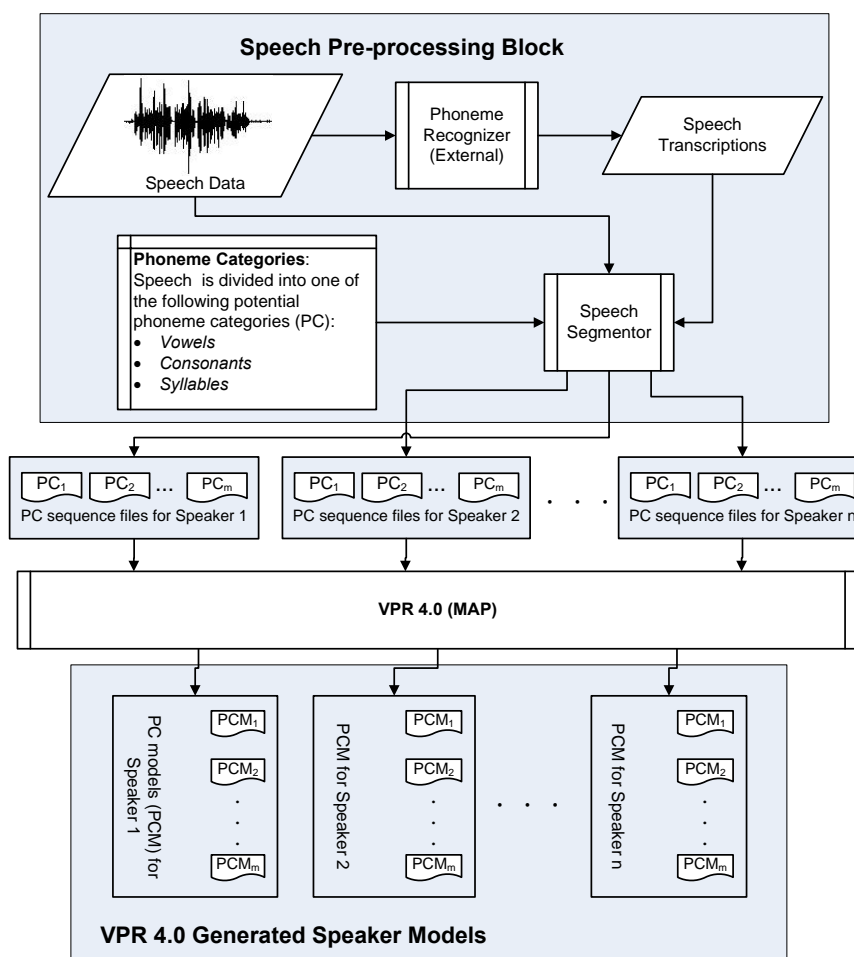 Speech Pre-processing Block
Speech Data
Phoneme
Recognizer
(External)
Speech
Transcriptions
Phoneme Categories:
Speech is divided into one of
the following potential
phoneme categories (PC):
• Vowels
• Consonants
• Syllables
Speech
Segmentor
PC1 PC2 ... PCm
PC sequence files for Speaker 1
PC1 PC2 ... PCm
PC sequence files for Speaker 2
. . . .
PC1 PC2 ... PCm
PC sequence files for Speaker n
VPR 4.0 (MAP)
PC models (PCM) for
Speaker 1
PCM1
PCM2
. . .
PCMm
PCM for Speaker 2
PCM1
PCM2
. . .
PCMm
. . . .
PCM for Speaker n
PCM1
PCM2
. . .
PCMm
VPR 4.0 Generated Speaker Models